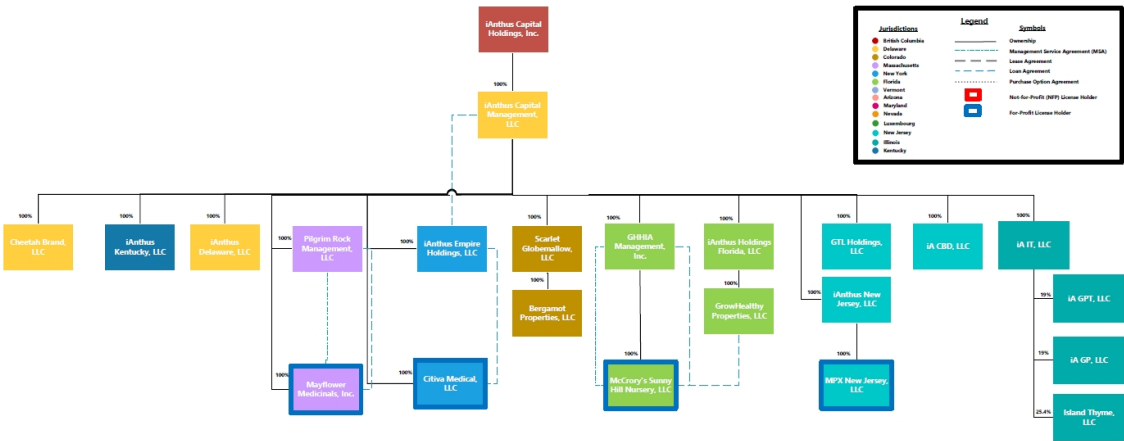 iAnthus Capital
Holdings, Inc.
100%
iAnthus Capital
Management,
LLC
Legend
Jurisdictions
British Columbia
Delaware
Colorado
Massachusetts
New York
Florida
Vermont
Arizona
Maryland
Nevada
Luxembourg
New Jersey
Illinois
Kentucky
Symbols
Ownership
Management Service Agreement (MSA)
Lease Agreement
Loan Agreement
Purchase Option Agreement
Not-for-Profit (NFP) License Holder
For-Profit License Holder
100%
Cheetah Brand,
LLC
100%
iAnthus
Kentucky, LLC
100%
iAnthus
Delaware, LLC
100%
Pilgrim Rock
Management,
LLC
100%
Mayflower
Medicinals, Inc.
100%
iAnthus Empire
Holdings, LLC
100%
Citiva Medical,
LLC
100%
Scarlet
Globemallow,
LLC
100%
Bergamot
Properties, LLC
100%
GHHIA
Management,
Inc.
100%
McCrory's Sunny
Hill Nursery, LLC
100%
iAnthus Holdings
Florida, LLC
100%
GrowHealthy
Properties, LLC
100%
GTL Holdings,
LLC
100%
iAnthus New
Jersey, LLC
100%
MPX New Jersey,
LLC
100%
iA CBD, LLC
100%
iA IT, LLC
19%
iA GPT, LLC
19%
iA GP, LLC
25.4%
Island Thyme,
LLC